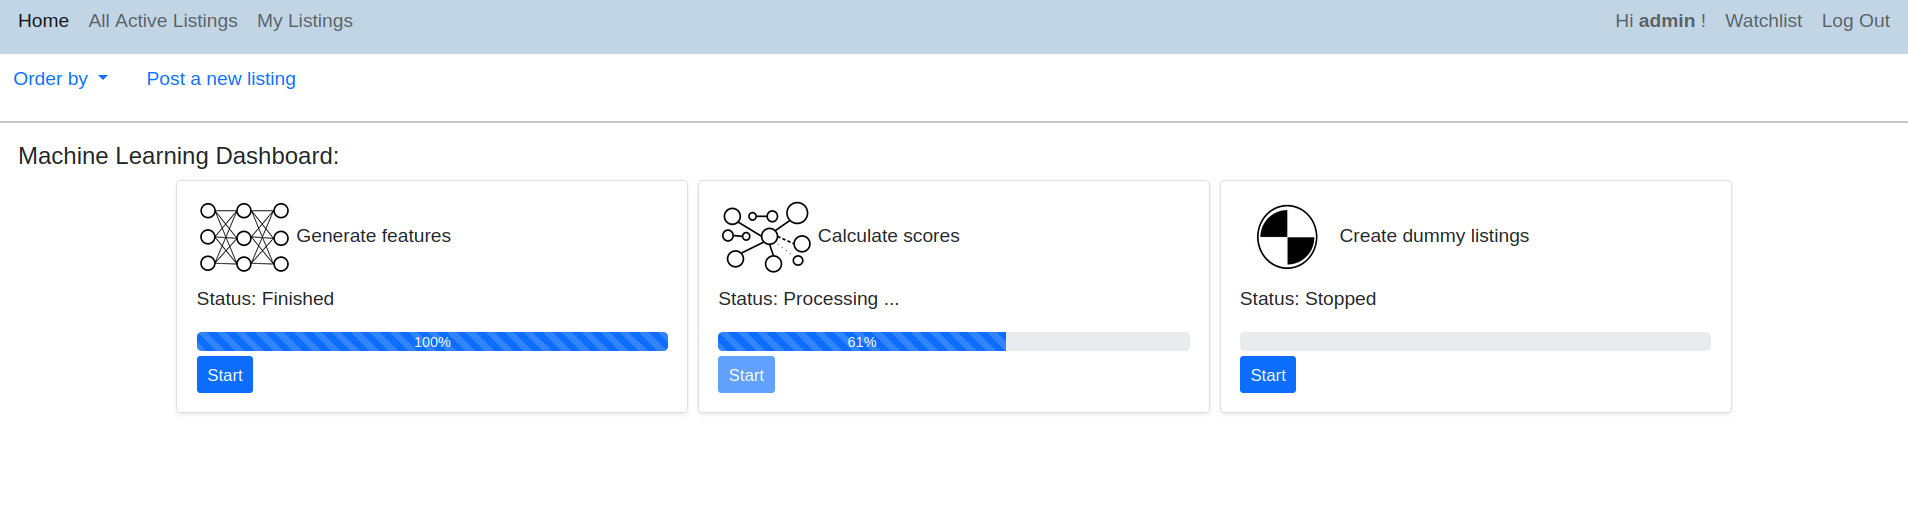 Home All Active Listings My Listings Hi admin ! Watchlist Log Out
Order by Post a new listing
Machine Learning Dashboard:
Generate features
Status: Finished
100%
Start
Calculate scores
Status: Processing ...
61%
Start
Create dummy listings
Status: Stopped
Start